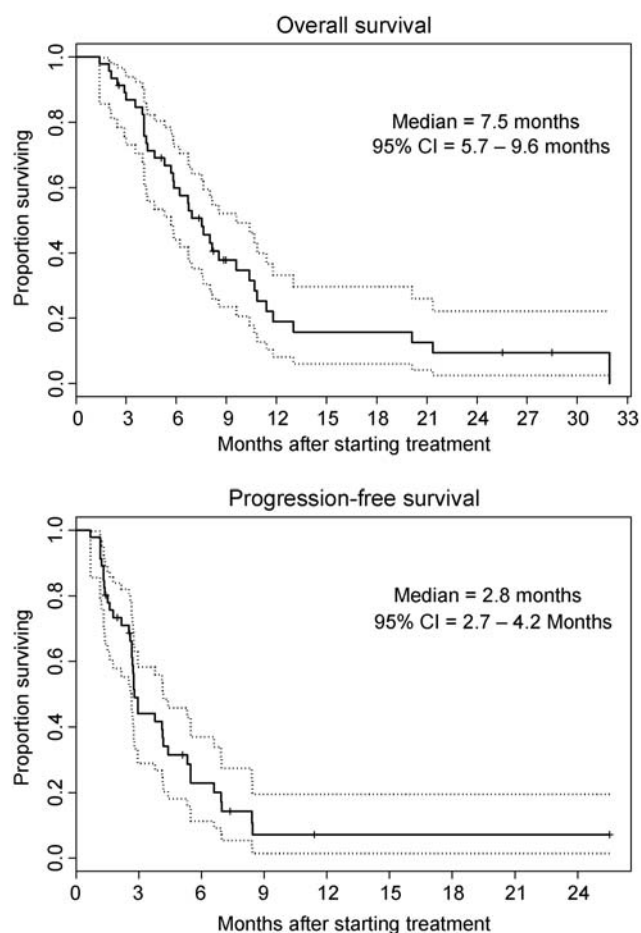 Overall survival
Median = 7.5 months
95% CI = 5.7 – 9.6 months
Proportion surviving
1.0
0.8
0.6
0.4
0.2
0.0
0 3 6 9 12 15 18 21 24 27 30 33
Months after starting treatment
Progression-free survival
Median = 2.8 months
95% CI = 2.7 – 4.2 Months
Proportion surviving
1.0
0.8
0.6
0.4
0.2
0.0
0 3 6 9 12 15 18 21 24
Months after starting treatment